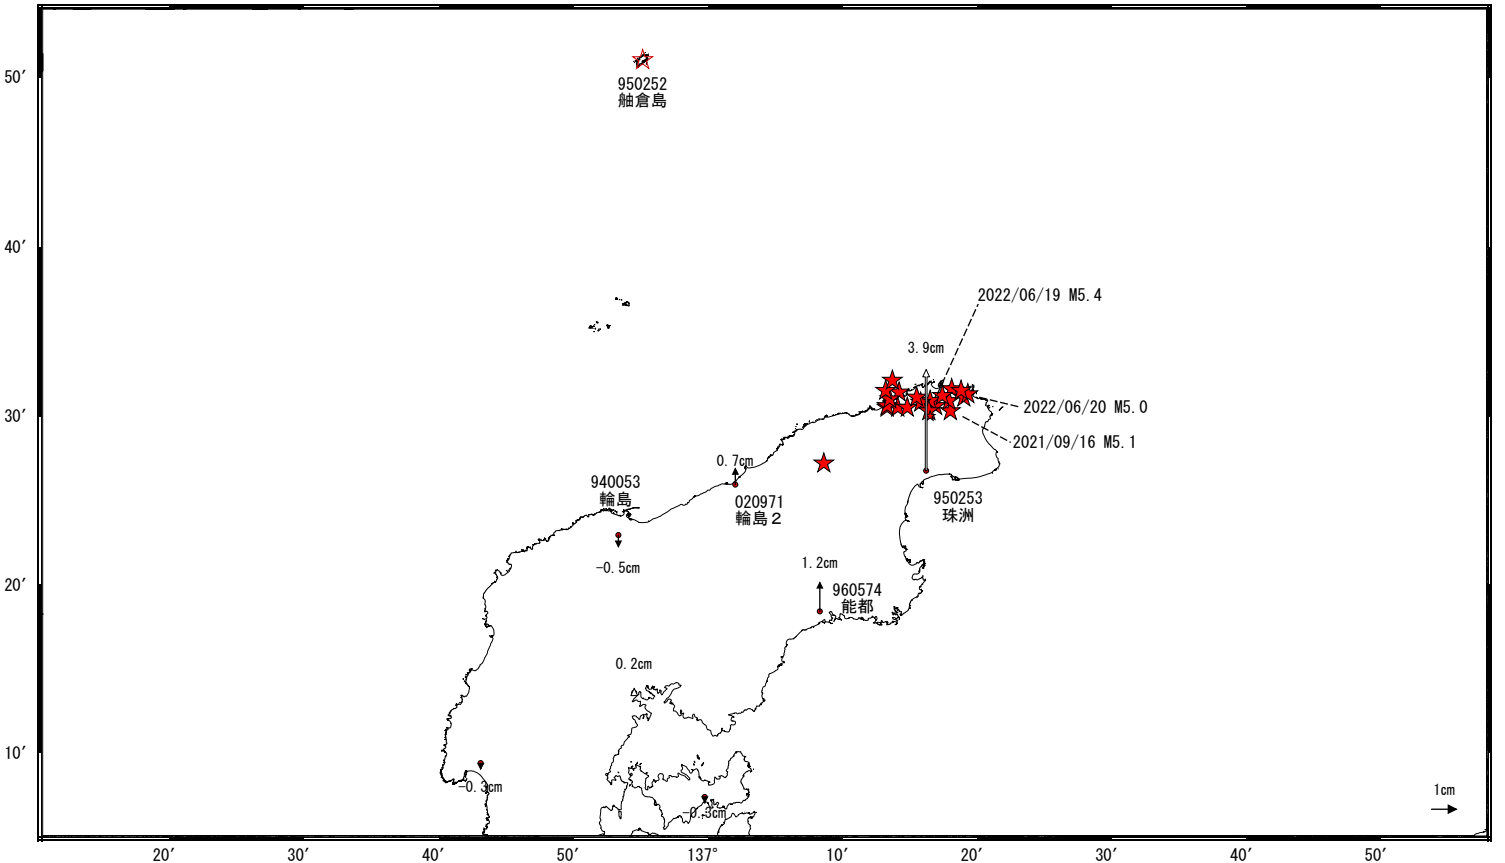 50′
950252
舳倉島
40′
2022/06/19 M5.4
3.9cm
30′
2022/06/20 M5.0
2021/09/16 M5.1
0.7cm
940053
輪島
020971
輪島２
950253
珠洲
-0.5cm
1.2cm
20′
960574
能都
0.2cm
10′
-0.3cm
-0.3cm
1cm
20′ 30′ 40′ 50′ 137° 10′ 20′ 30′ 40′ 50′